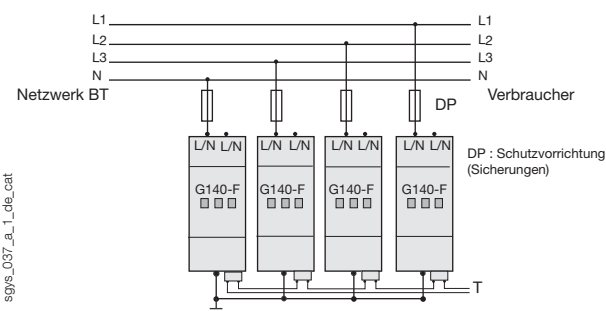 L1 L1
L2 L2
L3 L3
N N
Netzwerk BT Verbraucher
DP
L/N L/N L/N L/N L/N L/N L/N L/N
DP : Schutzvorrichtung
(Sicherungen)
G140-F G140-F G140-F G140-F
T
sgys_037_a_1_de_cat